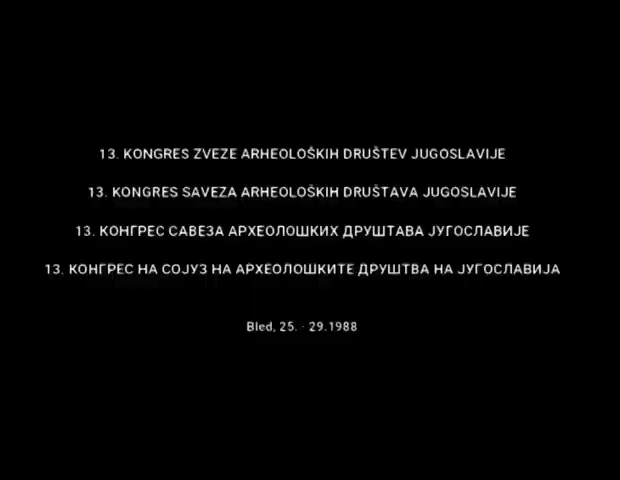 13. KONGRES ZVEZE ARHEOLOŠKIH DRUŠTEV JUGOSLAVIJE
13. KONGRES SAVEZA ARHEOLOŠKIH DRUŠTAVA JUGOSLAVIJE
13. КОНГРЕС САВЕЗА АРХЕОЛОШКИХ ДРУШТАВА ЈУГОСЛАВИЈЕ
13. КОНГРЕС НА СОЈУЗ НА АРХЕОЛОШКИТЕ ДРУШТВА НА ЈУГОСЛАВИЈА
Bled, 25. - 29.1988